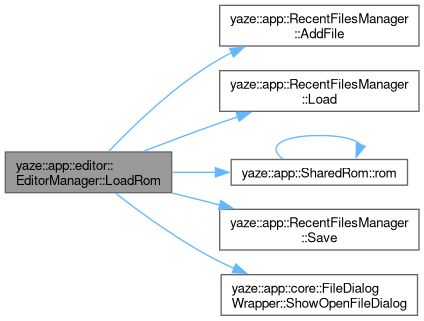 yaze::app::RecentFilesManager
::AddFile
yaze::app::RecentFilesManager
::Load
yaze::app::editor::
EditorManager::LoadRom
yaze::app::SharedRom::rom
yaze::app::RecentFilesManager
::Save
yaze::app::core::FileDialog
Wrapper::ShowOpenFileDialog